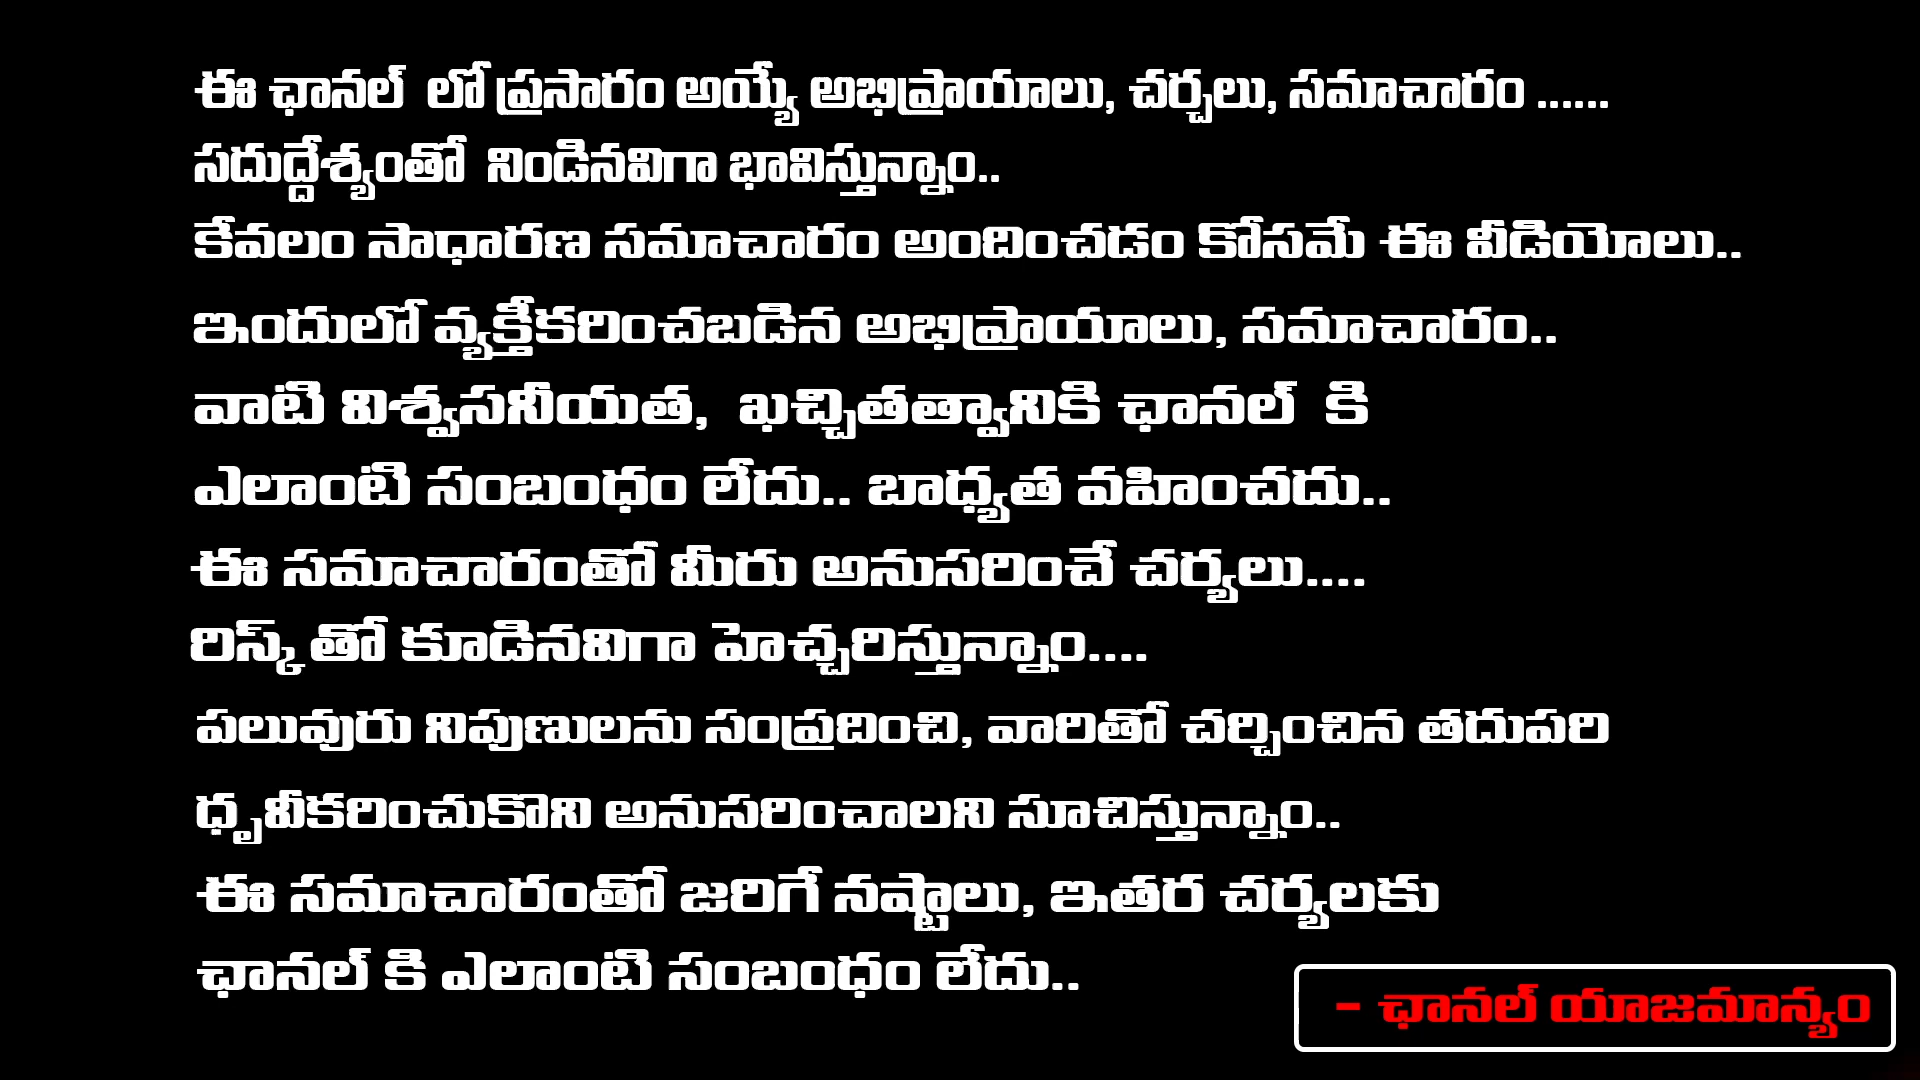 ఈ ఛానల్ లో ప్రసారం అయ్యే అభిప్రాయాలు, చర్చలు, సమాచారం ......
సదుద్దేశ్యంతో నిండినవిగా భావిస్తున్నాం..
కేవలం సాధారణ సమాచారం అందించడం కోసమే ఈ వీడియోలు..
ఇందులో వ్యక్తీకరించబడిన అభిప్రాయాలు, సమాచారం..
వాటి విశ్వసనీయత, ఖచ్చితత్వానికి ఛానల్ కి
ఎలాంటి సంబంధం లేదు.. బాధ్యత వహించదు..
ఈ సమాచారంతో మీరు అనుసరించే చర్యలు....
రిస్క్ తో కూడినవిగా హెచ్చరిస్తున్నాం....
పలువురు నిపుణులను సంప్రదించి, వారితో చర్చించిన తదుపరి
ధృవీకరించుకొని అనుసరించాలని సూచిస్తున్నాం..
ఈ సమాచారంతో జరిగే నష్టాలు, ఇతర చర్యలకు
ఛానల్ కి ఎలాంటి సంబంధం లేదు..
- ఛానల్ యాజమాన్యం